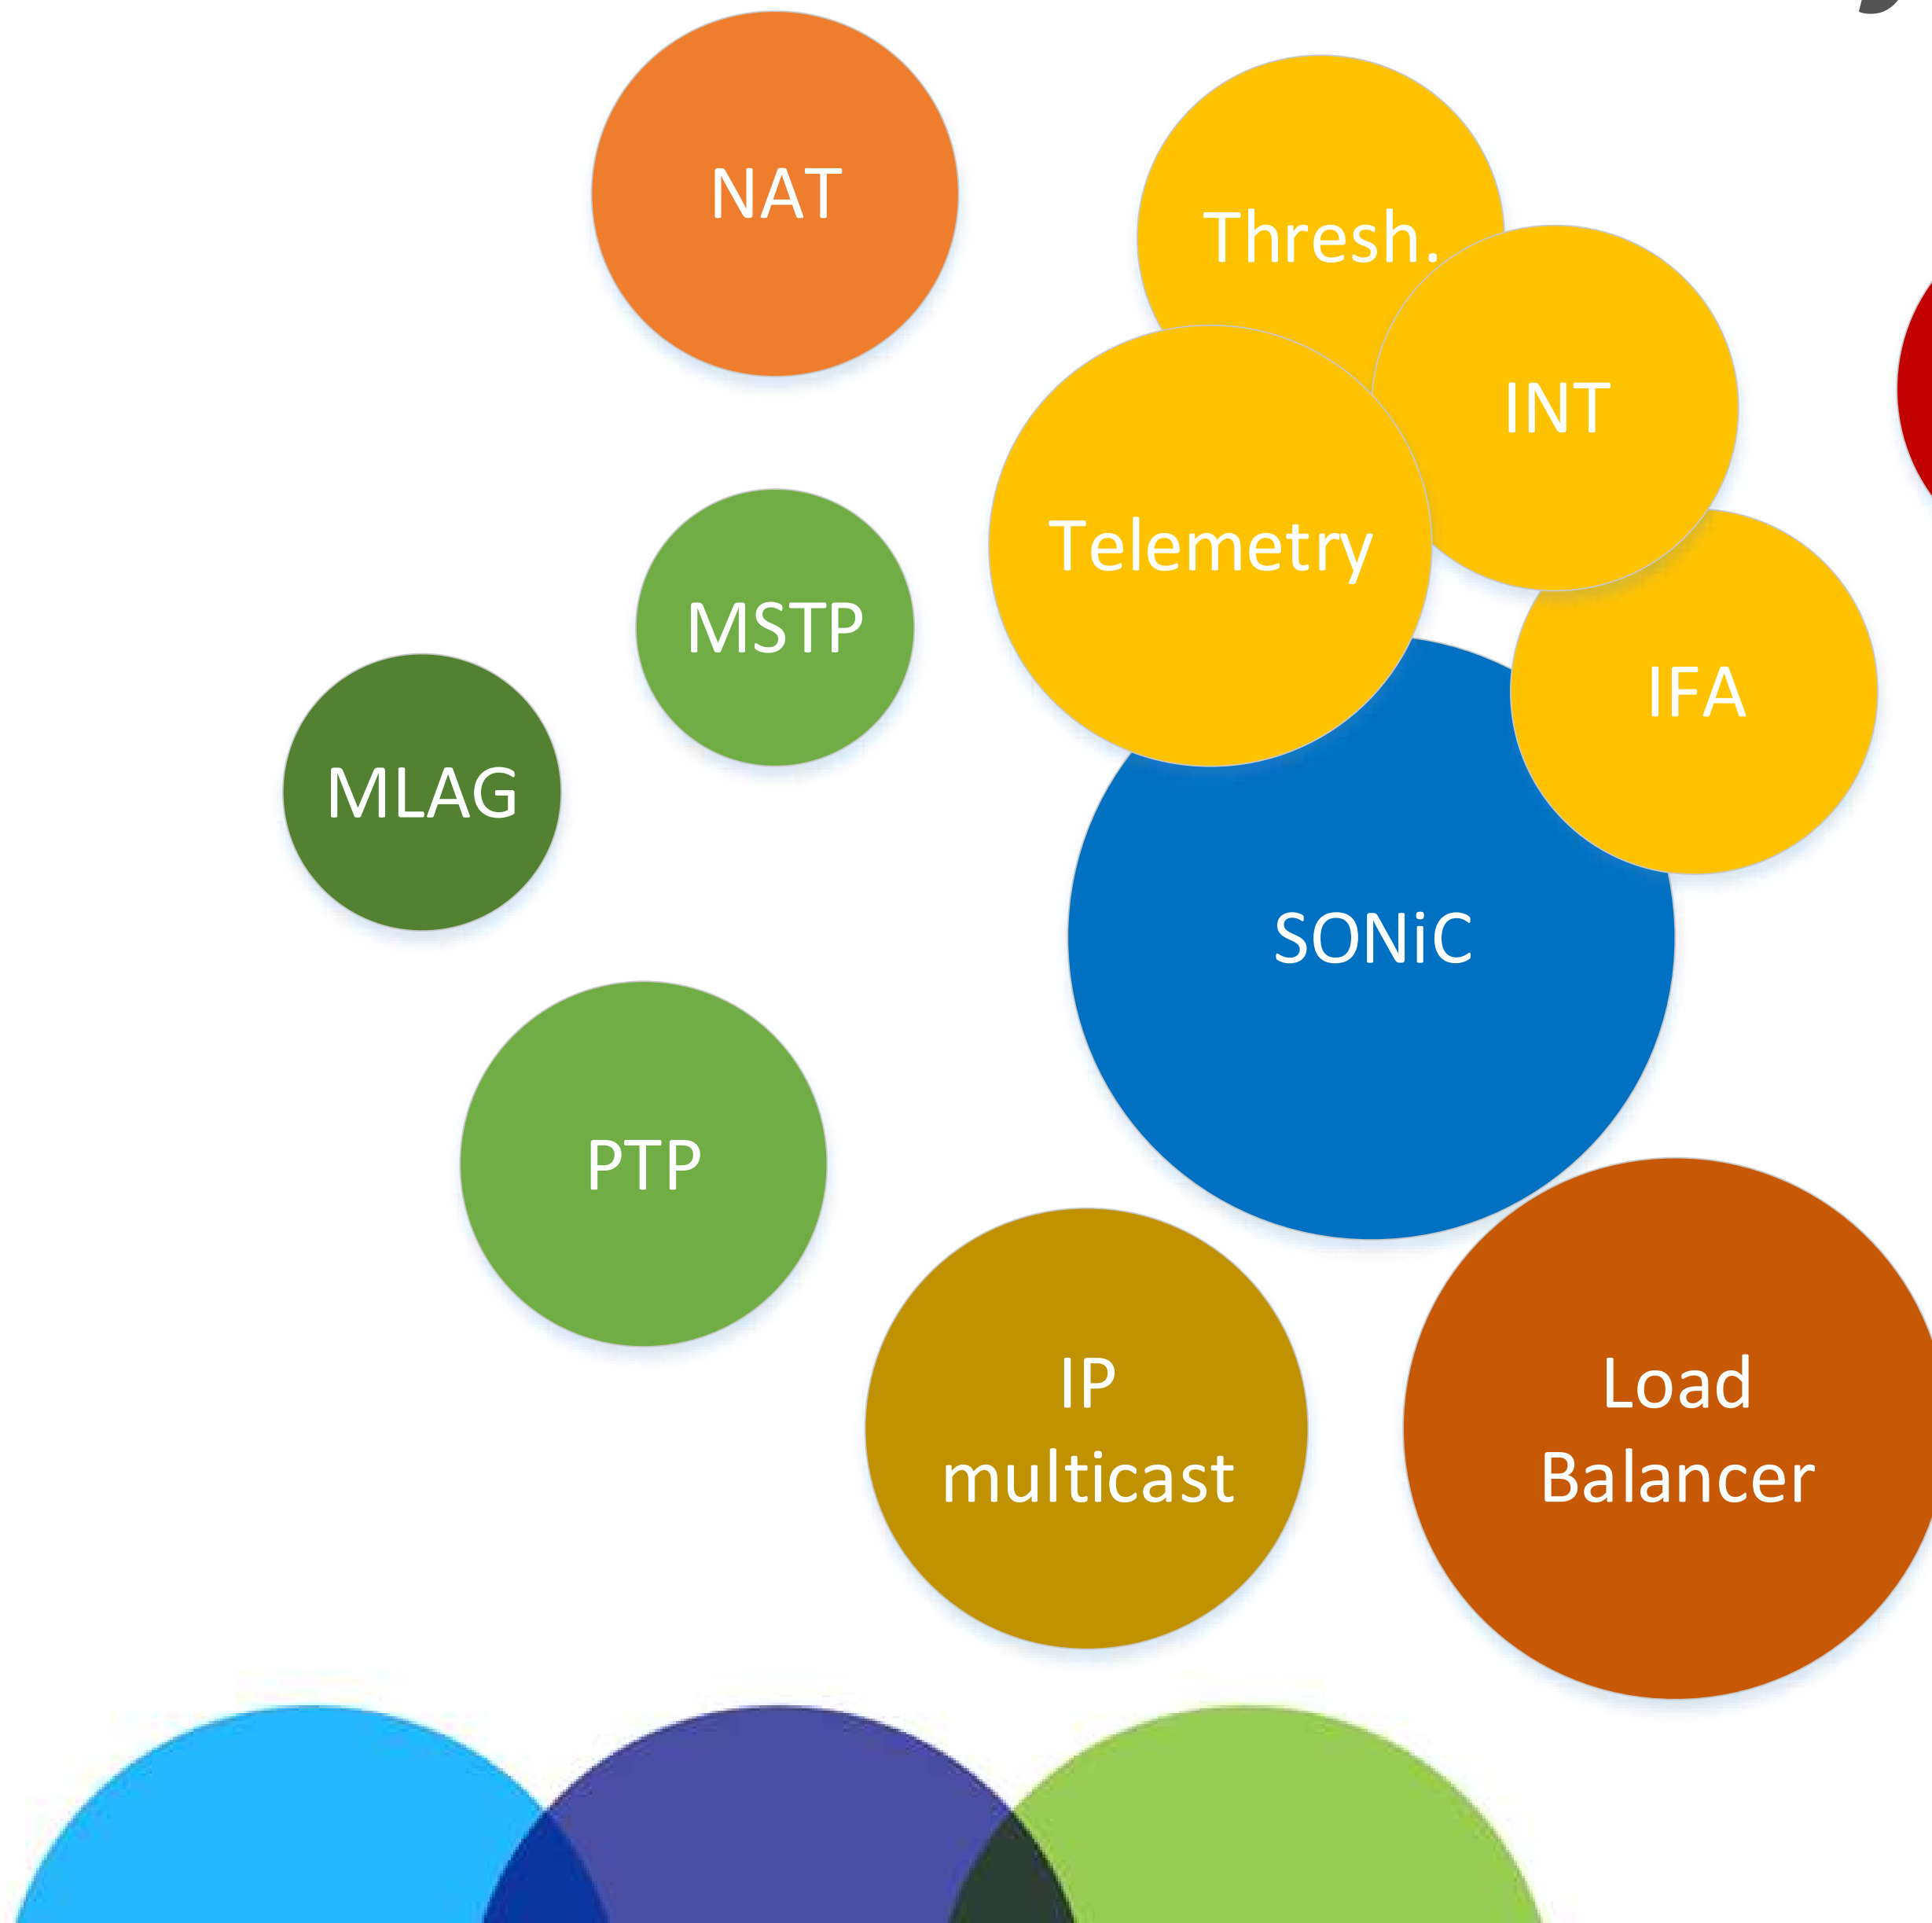 NAT
Thresh.
INT
Telemetry
MSTP
IFA
MLAG
SONiC
PTP
IP
multicast
Load
Balancer